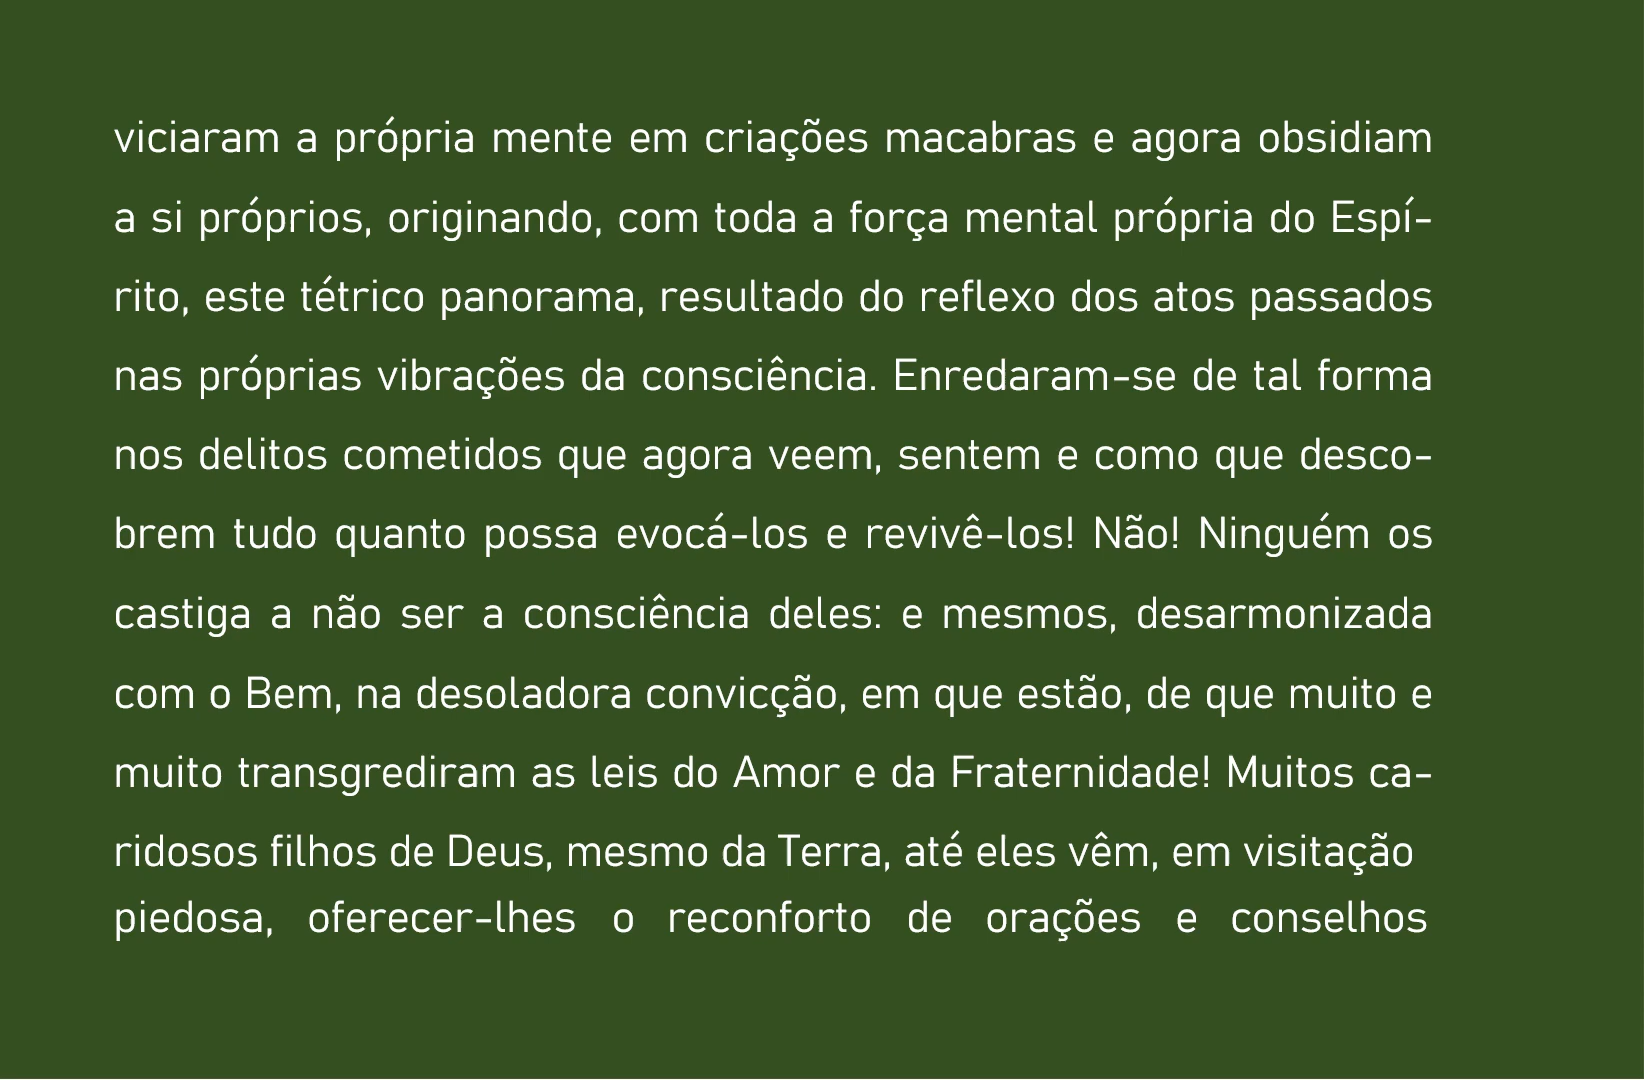 viciaram a própria mente em criações macabras e agora obsidiam
a si próprios, originando, com toda a força mental própria do Espí-
rito, este tétrico panorama, resultado do reflexo dos atos passados
nas próprias vibrações da consciência. Enredaram-se de tal forma
nos delitos cometidos que agora veem, sentem e como que desco-
brem tudo quanto possa evocá-los e revivê-los! Não! Ninguém os
castiga a não ser a consciência deles: e mesmos, desarmonizada
com o Bem, na desoladora convicção, em que estão, de que muito e
muito transgrediram as leis do Amor e da Fraternidade! Muitos ca-
ridosos filhos de Deus, mesmo da Terra, até eles vêm, em visitação
piedosa, oferecer-lhes o reconforto de orações e conselhos